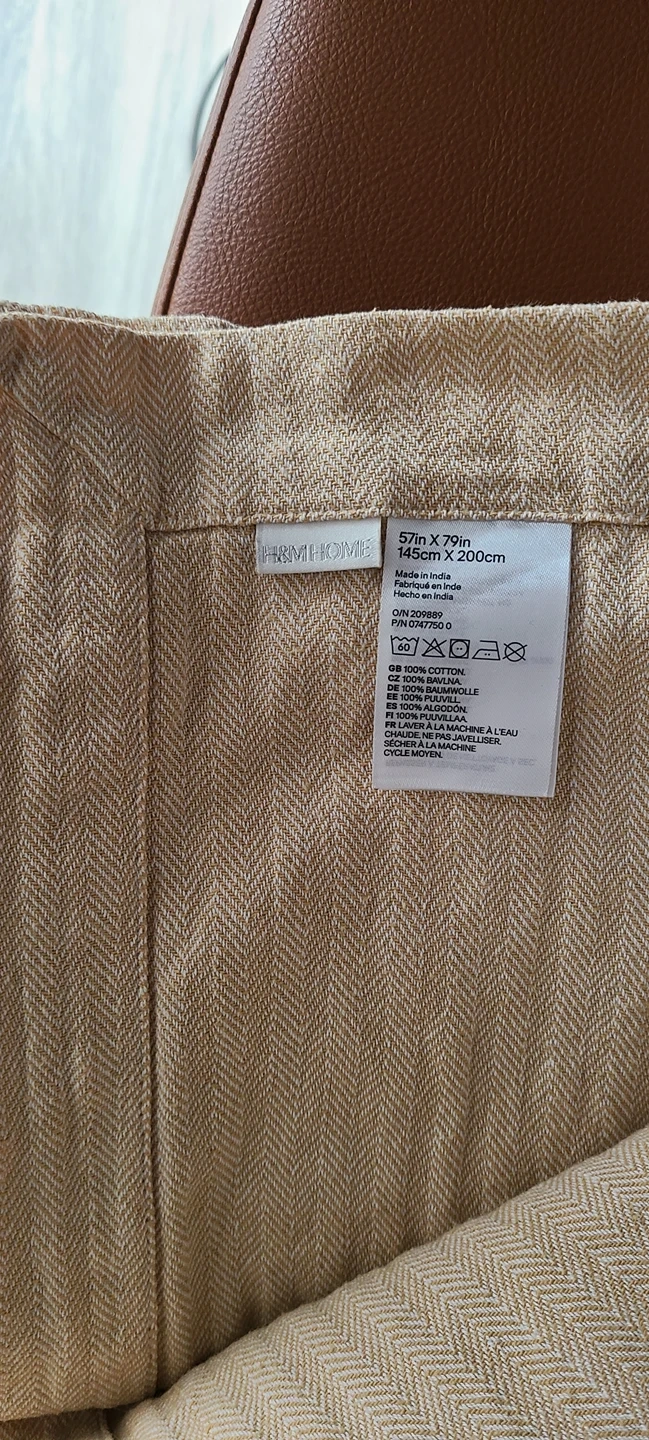 H&M HOME
57in X 79in
145cm X 200cm
Made in India
Fabriqué en Inde
Hecho en India
O/N 209889
P/N 0747750 0
60
GB 100% COTTON.
CZ 100% BAVLNA.
DE 100% BAUMWOLLE
EE 100% PUUVILL.
ES 100% ALGODÓN.
FI 100% PUUVILLAA.
FR LAVER À LA MACHINE À L'EAU
CHAUDE. NE PAS JAVELLISER.
SÉCHER À LA MACHINE
CYCLE MOYEN.